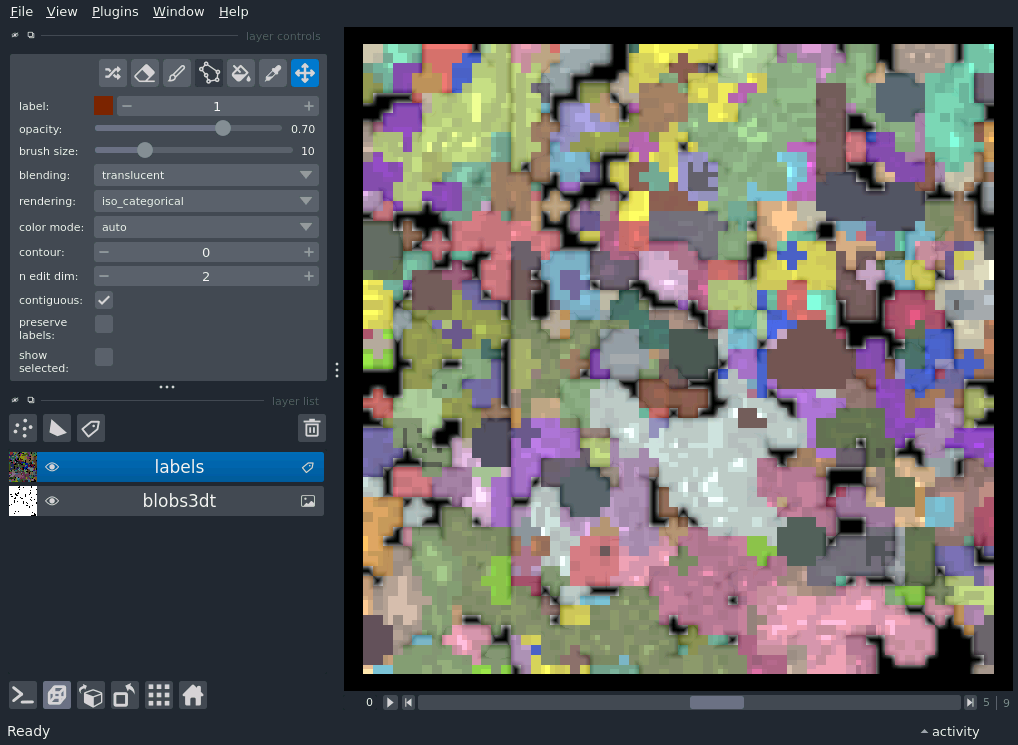 File View Plugins Window Help
layer controls
label: 1
opacity: 0.70
brush size: 10
blending: translucent
rendering: iso_categorical
color mode: auto
contour: 0
n edit dim: 2
contiguous:
preserve
labels:
show
selected:
layer list
labels
blobs3dt
0 5 9
Ready activity